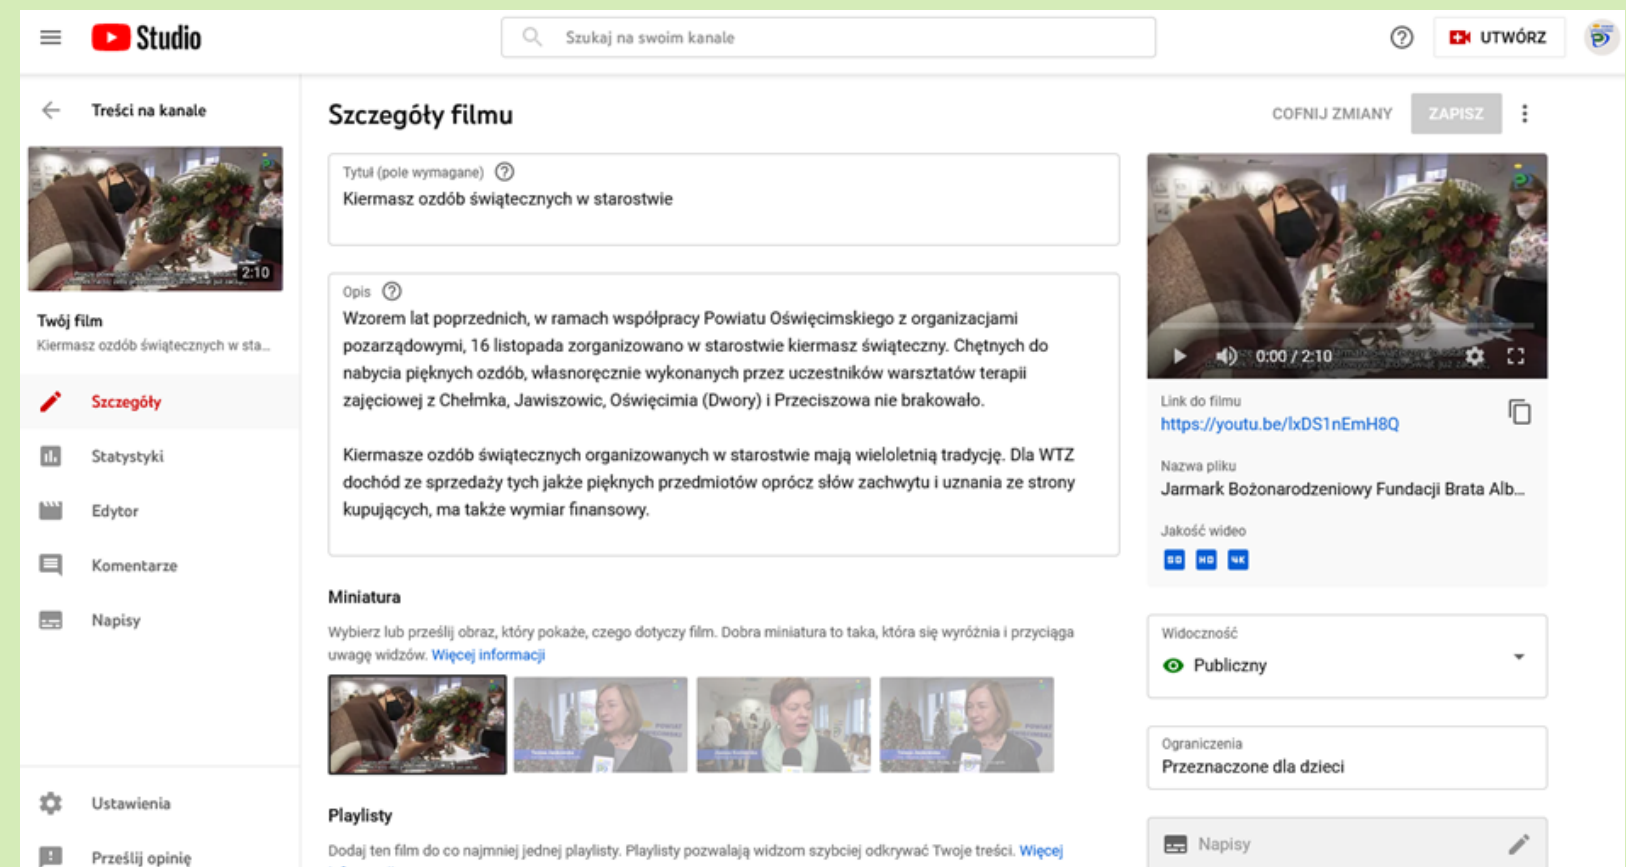 Studio
Szukaj na swoim kanale
UTWÓRZ
Treści na kanale
2:10
Twój film
Kiermasz ozdób świątecznych w sta...
Szczegóły
Statystyki
Edytor
Komentarze
Napisy
Ustawienia
Prześlij opinię
Szczegóły filmu
COFNIJ ZMIANY
ZAPISZ
Tytuł (pole wymagane)
Kiermasz ozdób świątecznych w starostwie
Opis
Wzorem lat poprzednich, w ramach współpracy Powiatu Oświęcimskiego z organizacjami
pozarządowymi, 16 listopada zorganizowano w starostwie kiermasz świąteczny. Chętnych do
nabycia pięknych ozdób, własnoręcznie wykonanych przez uczestników warsztatów terapii
zajęciowej z Chełmka, Jawiszowic, Oświęcimia (Dwory) i Przeciszowa nie brakowało.
Kiermasze ozdób świątecznych organizowanych w starostwie mają wieloletnią tradycję. Dla WTZ
dochód ze sprzedaży tych jakże pięknych przedmiotów oprócz słów zachwytu i uznania ze strony
kupujących, ma także wymiar finansowy.
Miniatura
Wybierz lub prześlij obraz, który pokaże, czego dotyczy film. Dobra miniatura to taka, która się wyróżnia i przyciąga
uwagę widzów. Więcej informacji
Playlisty
Dodaj ten film do co najmniej jednej playlisty. Playlisty pozwalają widzom szybciej odkrywać Twoje treści. Więcej
0:00 / 2:10
Link do filmu
https://youtu.be/lxDS1nEmH8Q
Nazwa pliku
Jarmark Bożonarodzeniowy Fundacji Brata Alb...
Jakość wideo
SD HD 4K
Widoczność
Publiczny
Ograniczenia
Przeznaczone dla dzieci
Napisy